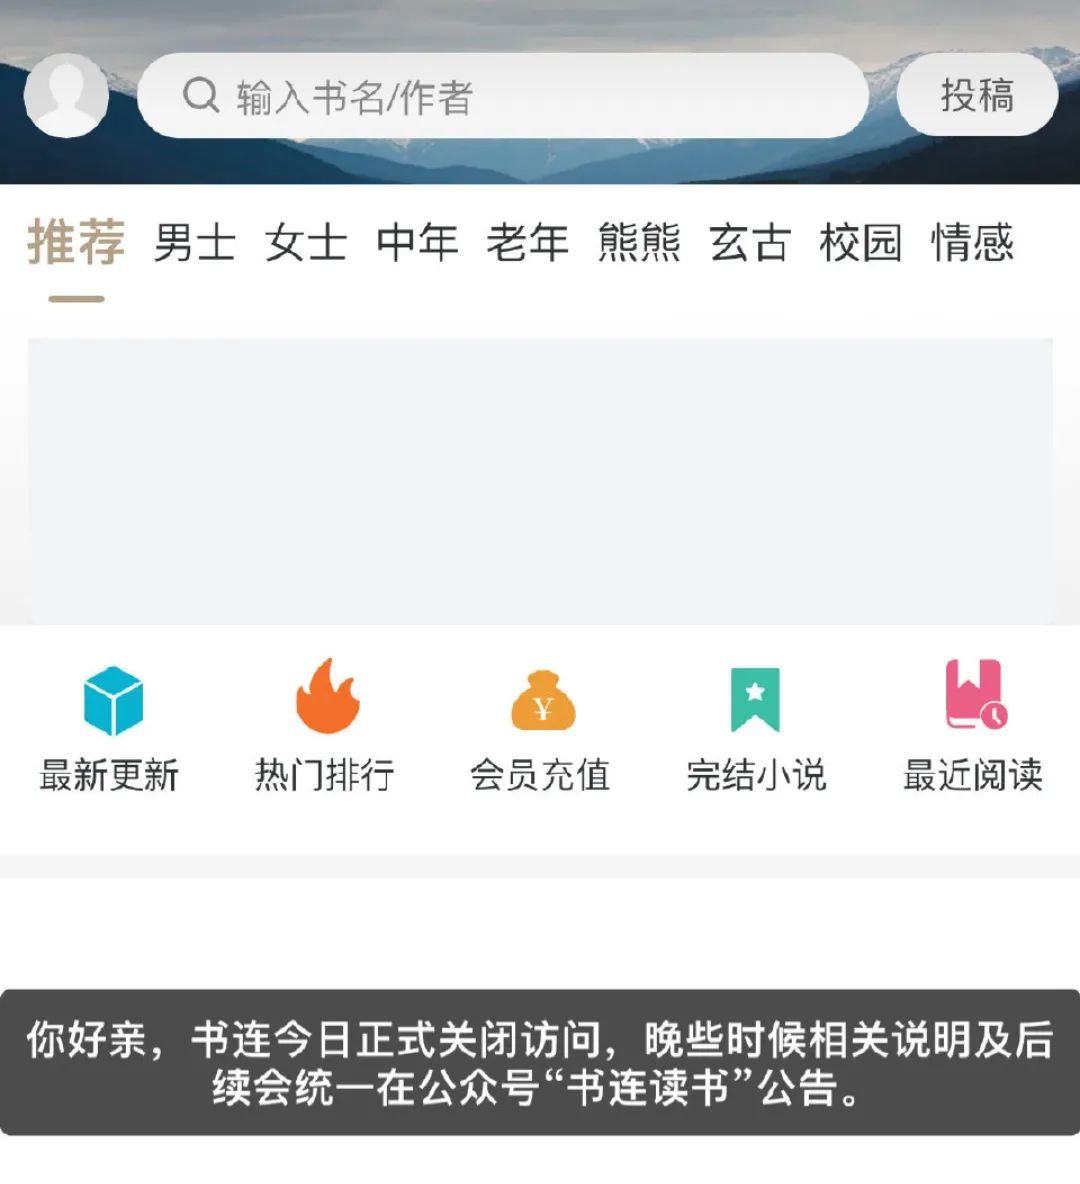 输入书名/作者
投稿
推荐 男士 女士 中年 老年 熊熊 玄古 校园 情感
¥
最新更新 热门排行 会员充值 完结小说 最近阅读
你好亲，书连今日正式关闭访问，晚些时候相关说明及后
续会统一在公众号“书连读书”公告。